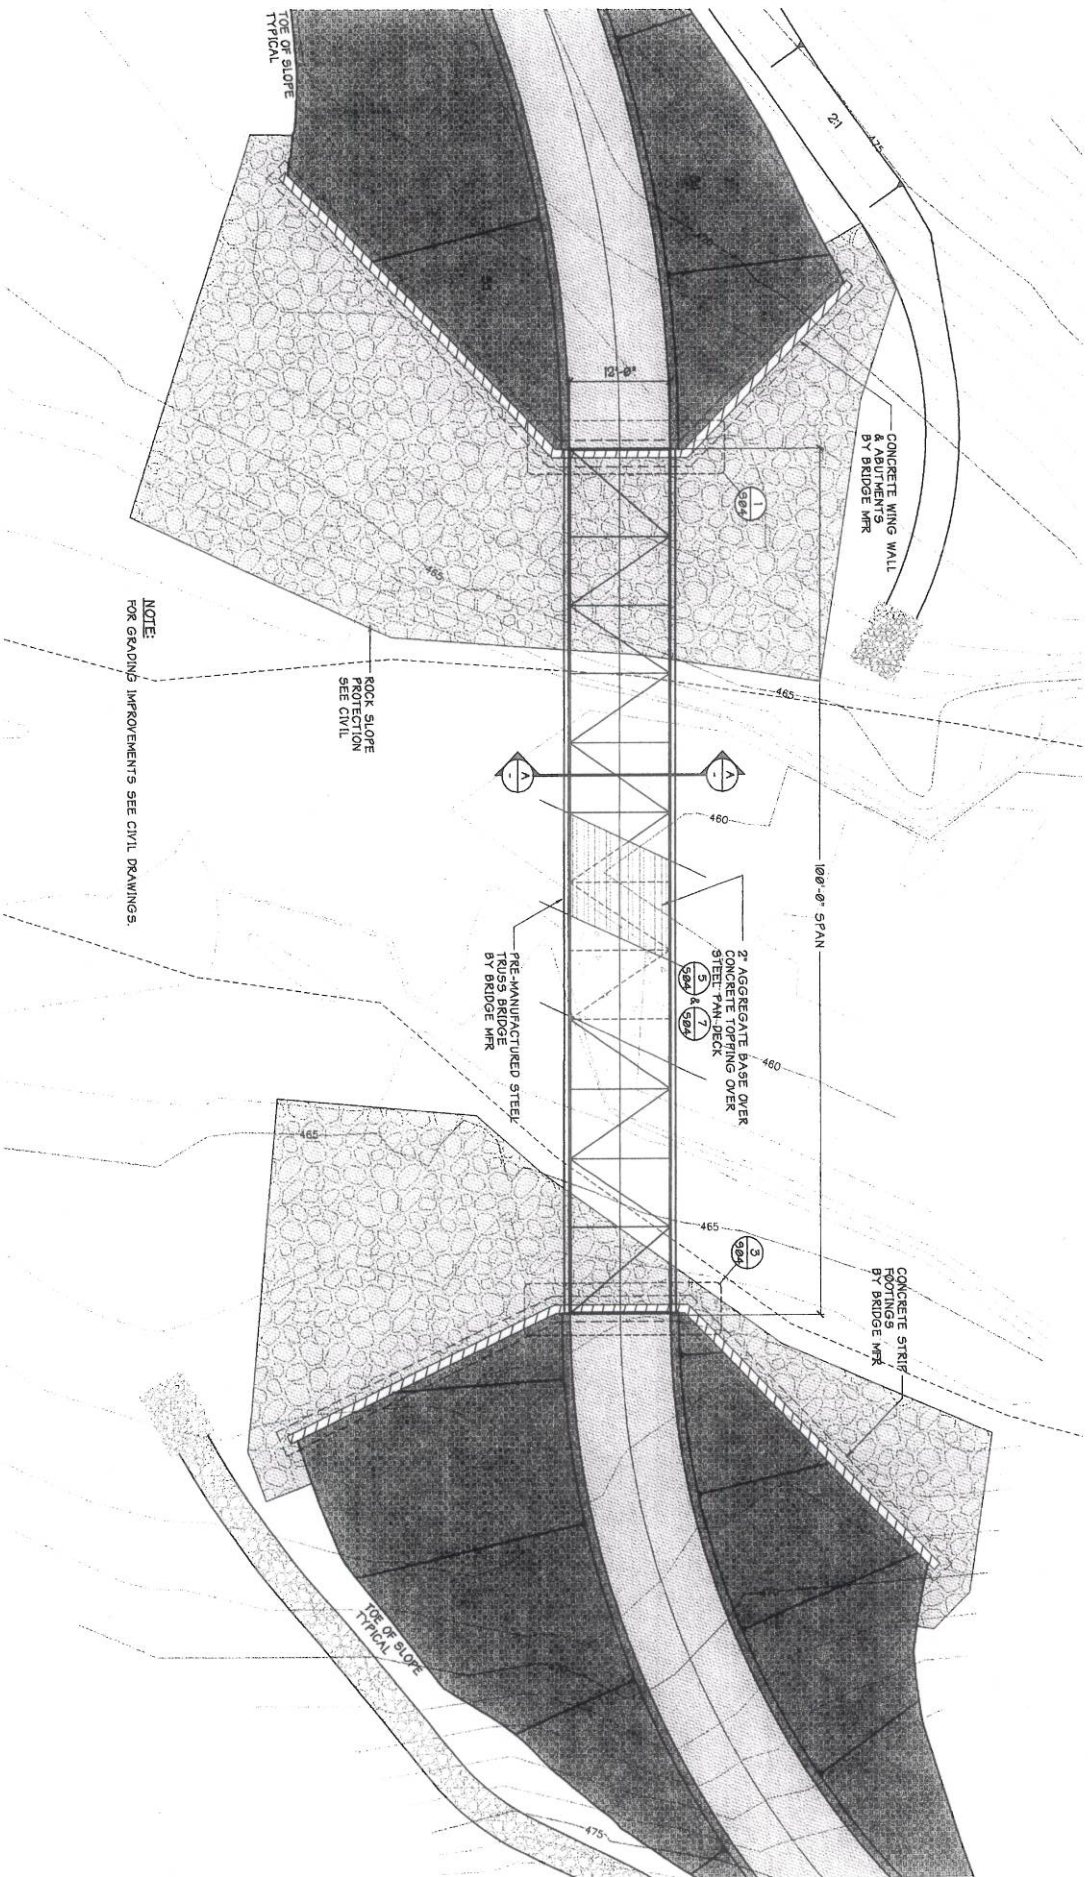 TOE OF SLOPE
TYPICAL
2:1
475
12'-0"
CONCRETE WING WALL
& ABUTMENTS
BY BRIDGE MFR
1
S04
465
465
NOTE:
FOR GRADING IMPROVEMENTS SEE CIVIL DRAWINGS.
ROCK SLOPE
PROTECTION
SEE CIVIL
A
-
A
-
460
100'-0" SPAN
2" AGGREGATE BASE OVER
CONCRETE TOPPING OVER
STEEL PAN DECK
5
S04
&
7
S04
PRE-MANUFACTURED STEEL
TRUSS BRIDGE
BY BRIDGE MFR
460
465
465
3
S04
CONCRETE STRIP
FOOTINGS
BY BRIDGE MFR
TOE OF SLOPE
TYPICAL
475